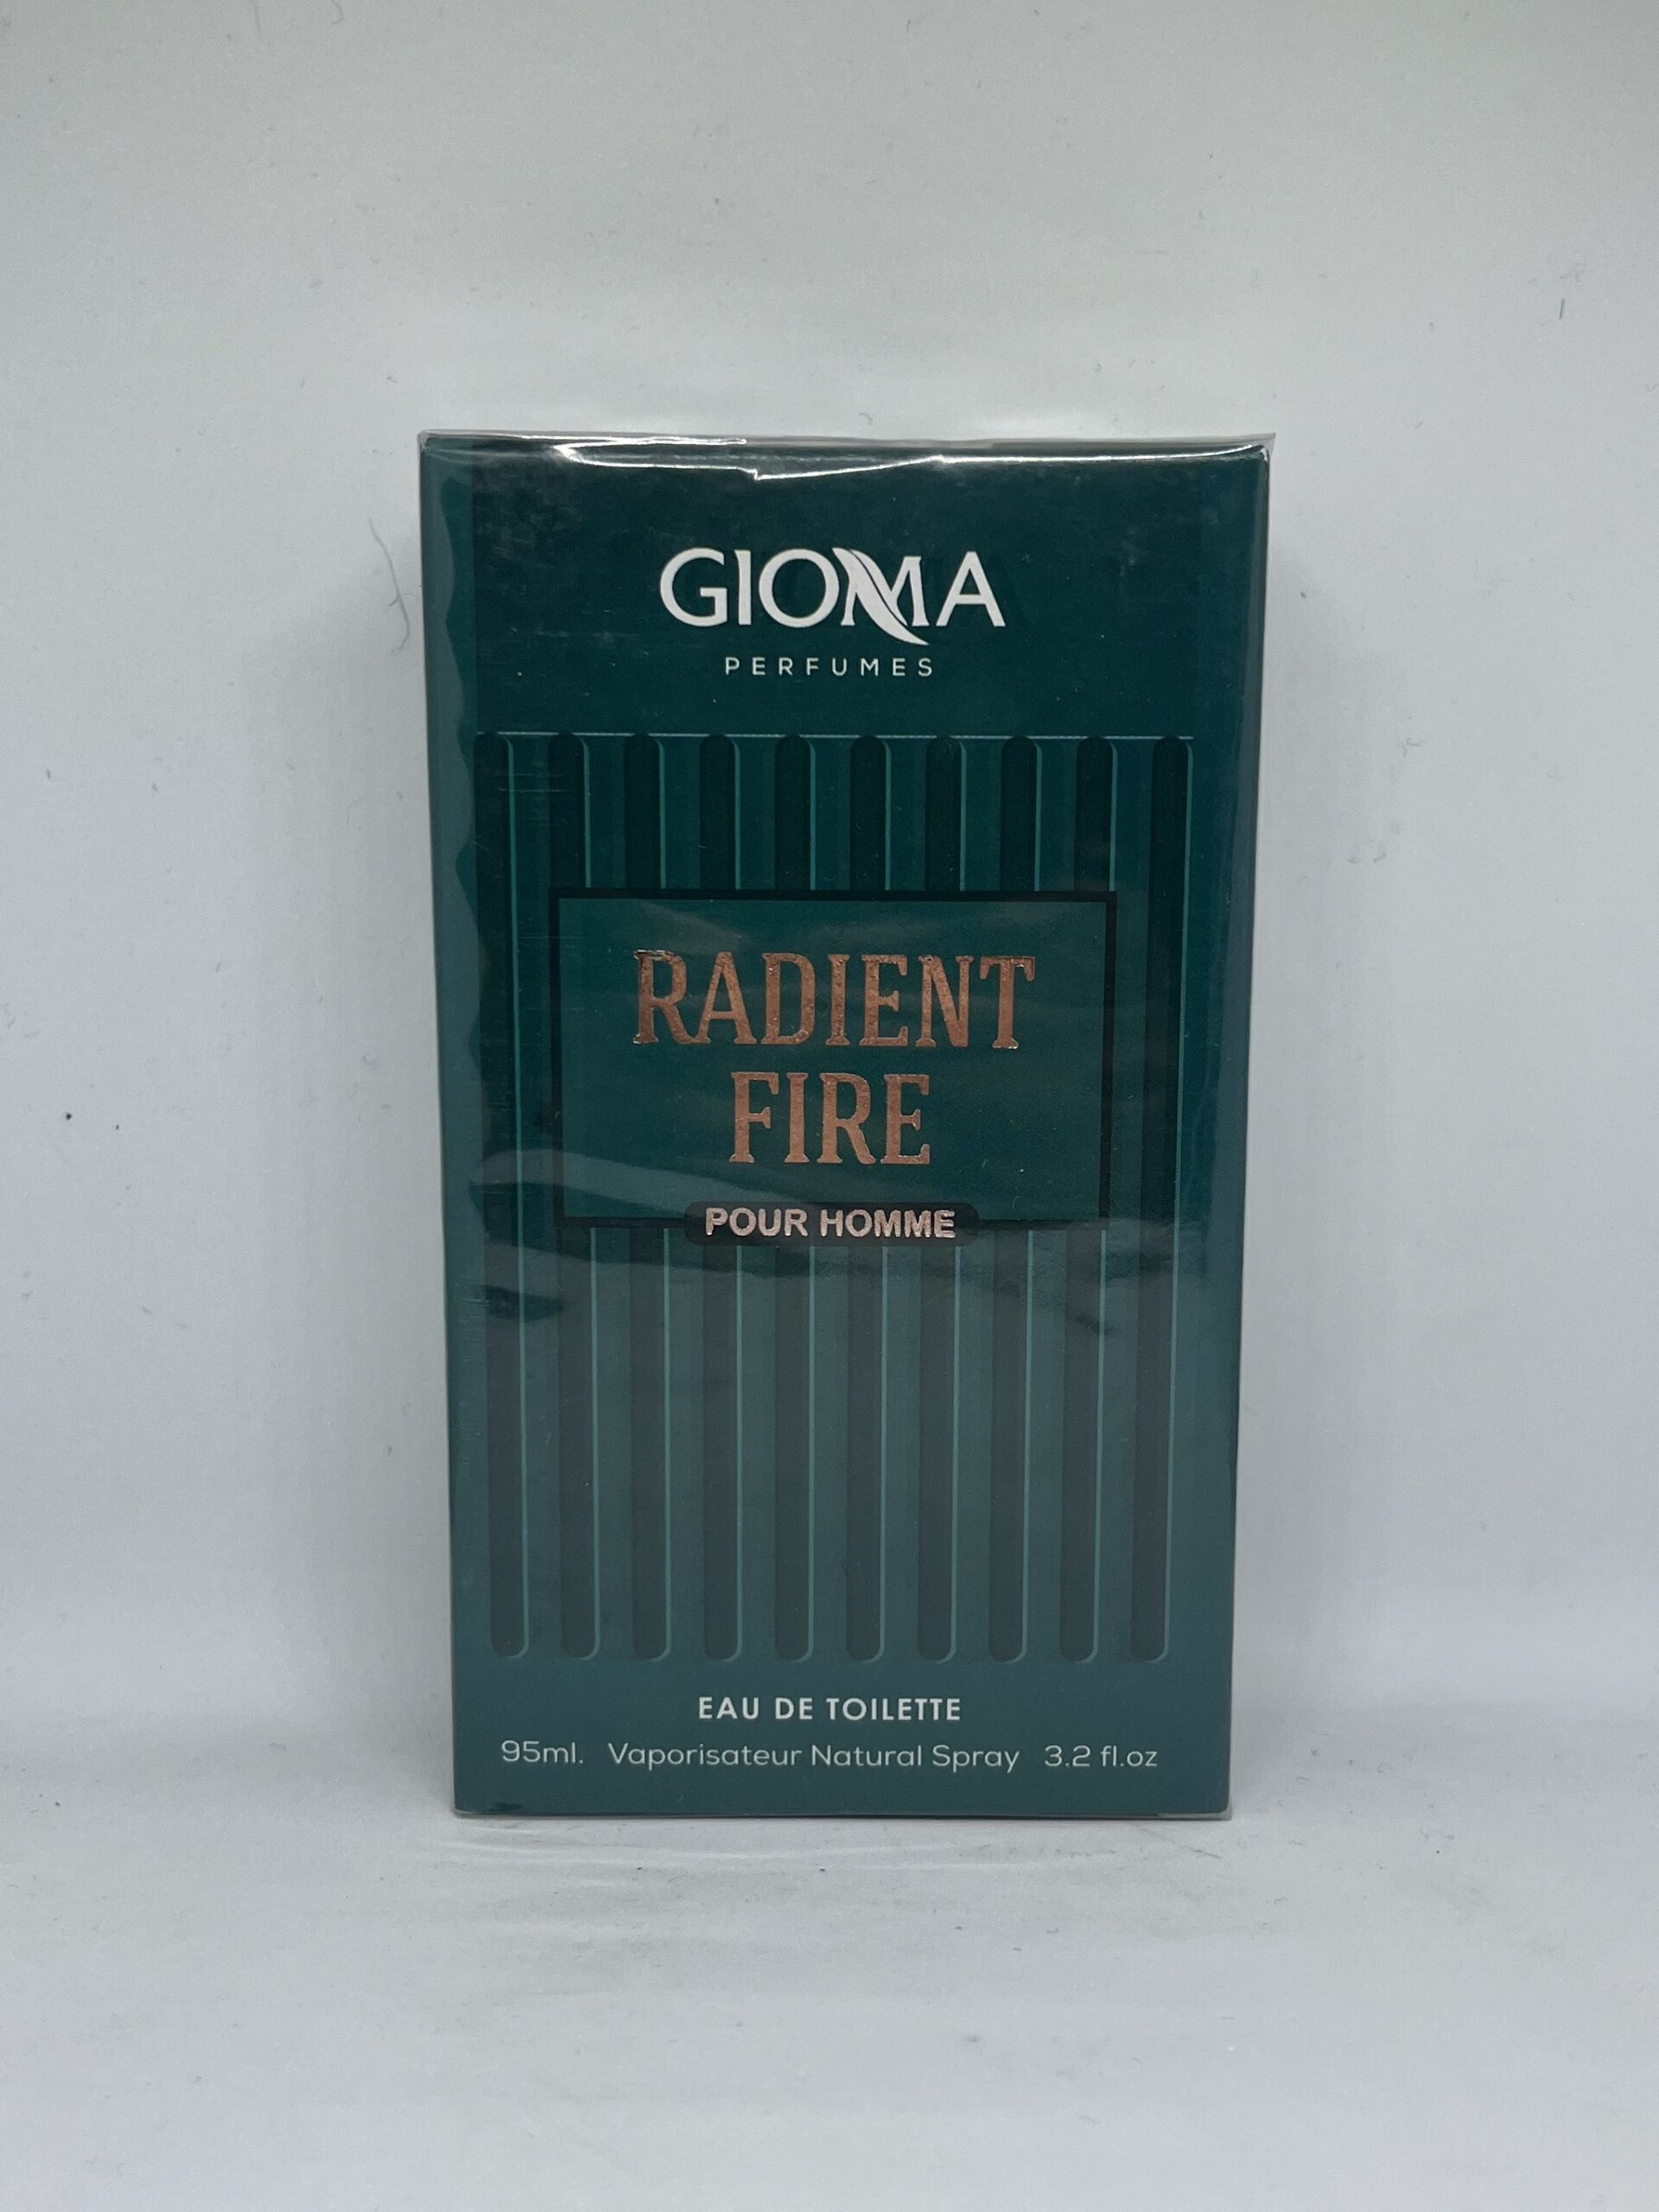 GIOMA
PERFUMES
RADIENT
FIRE
POUR HOMME
EAU DE TOILETTE
95ml. Vaporisateur Natural Spray 3.2 fl.oz